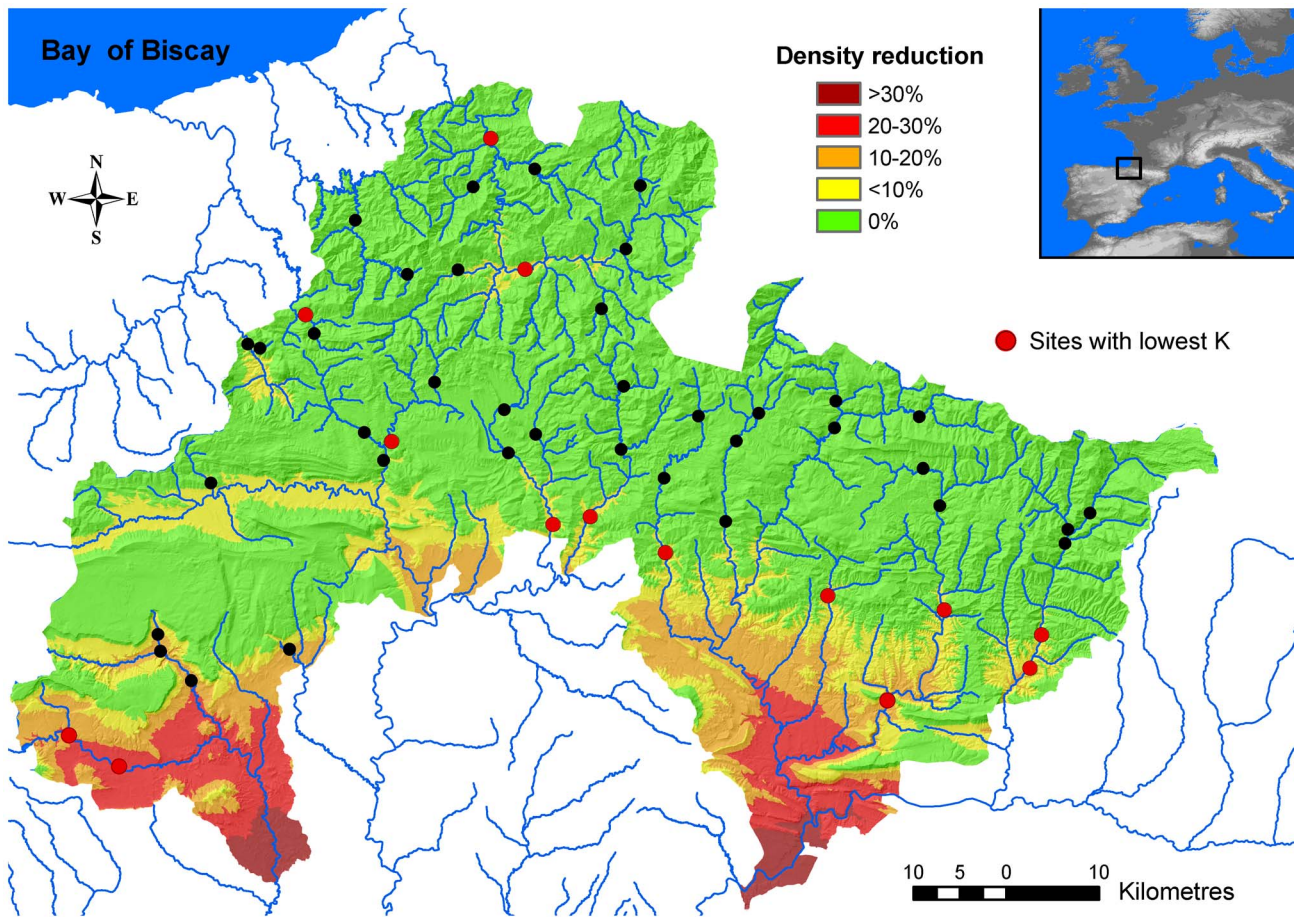 Bay of Biscay
N
W E
S
Density reduction
>30%
20-30%
10-20%
<10%
0%
Sites with lowest K
10 5 0 10
Kilometres